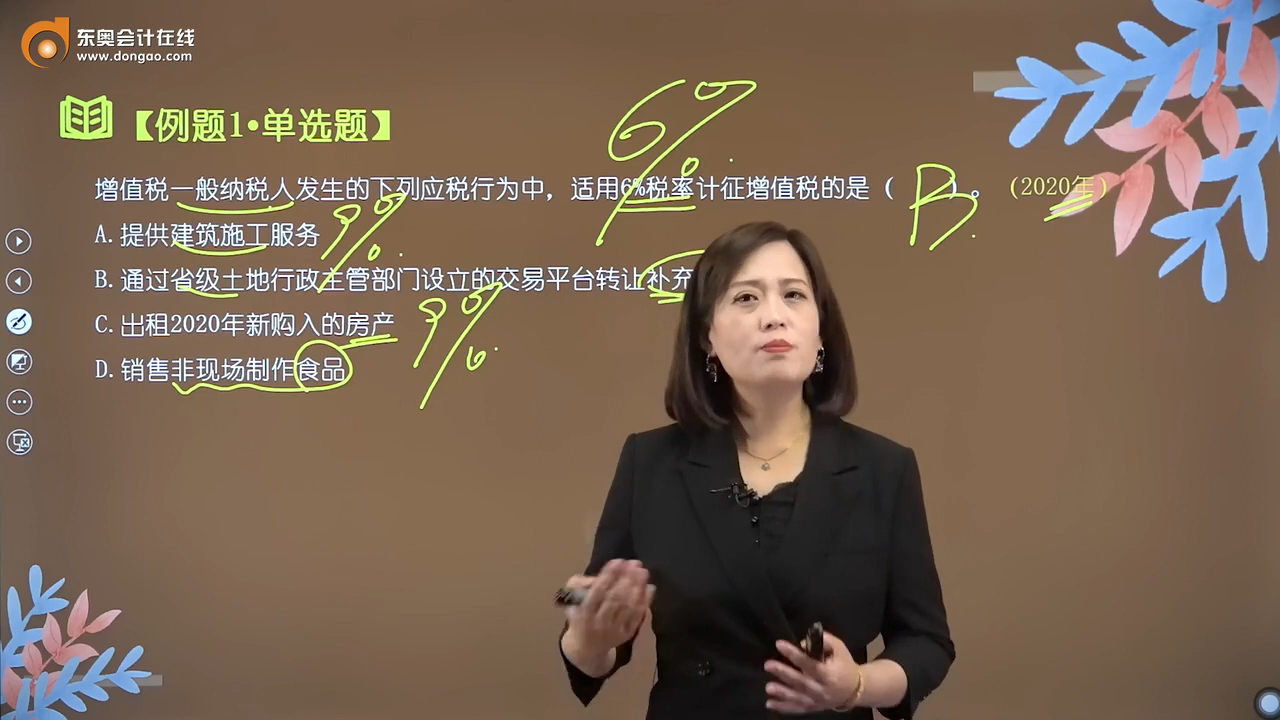 东奥会计在线
www.dongao.com
【例题1•单选题】
6%
增值税一般纳税人发生的下列应税行为中，适用6%税率计征增值税的是（ B ）。（2020年）
A.提供建筑施工服务 9%
B.通过省级土地行政主管部门设立的交易平台转让补充
C.出租2020年新购入的房产 9%
D.销售非现场制作食品